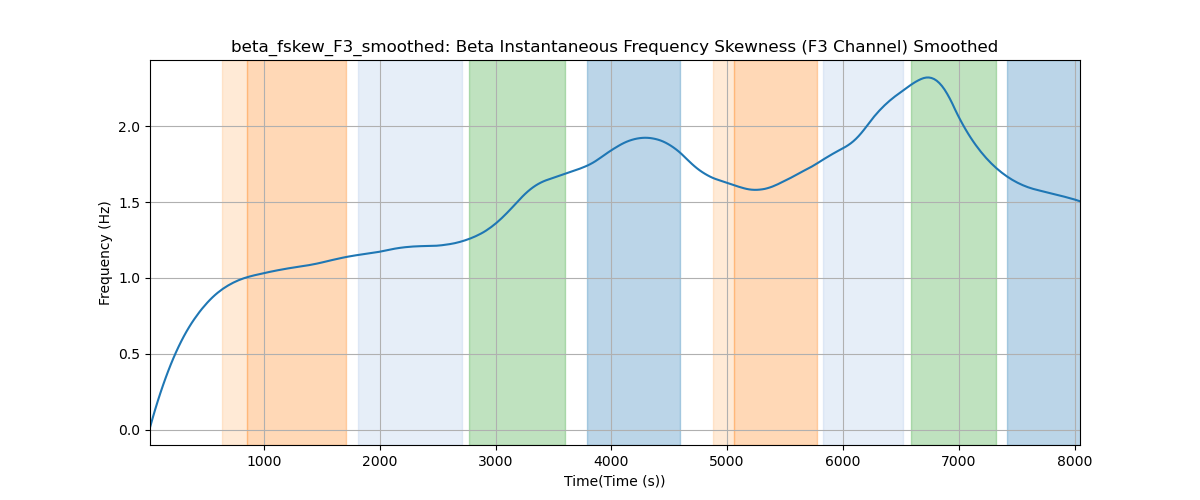 beta_fskew_F3_smoothed: Beta Instantaneous Frequency Skewness (F3 Channel) Smoothed
Frequency (Hz)
2.0
1.5
1.0
0.5
0.0
1000 2000 3000 4000 5000 6000 7000 8000
Time(Time (s))